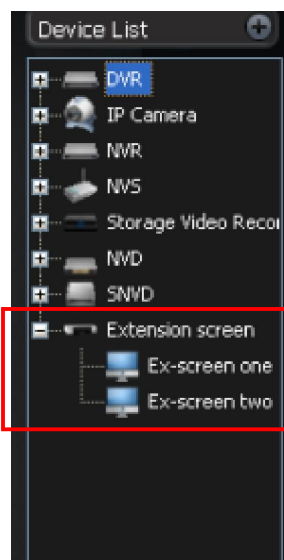 Device List
DVR
IP Camera
NVR
NVS
Storage Video Recor
NVD
SNVD
Extension screen
Ex-screen one
Ex-screen two